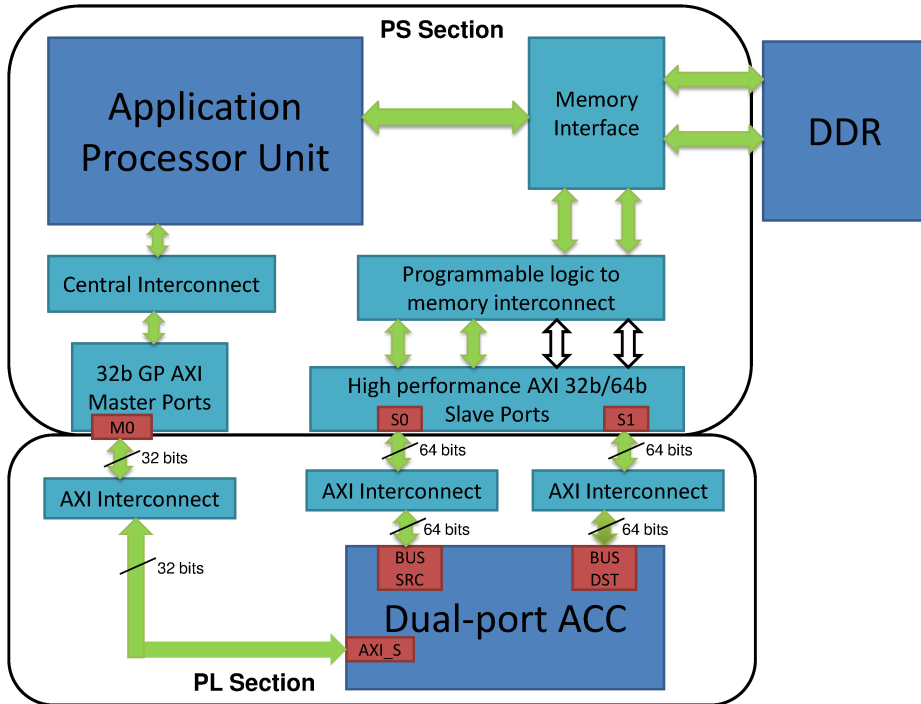 PS Section
Application
Processor Unit
Memory
Interface
DDR
Central Interconnect
Programmable logic to
memory interconnect
32b GP AXI
Master Ports
M0
High performance AXI 32b/64b
Slave Ports
S0
S1
32 bits
64 bits
64 bits
AXI Interconnect
AXI Interconnect
AXI Interconnect
64 bits
64 bits
32 bits
BUS
SRC
BUS
DST
Dual-port ACC
AXI_S
PL Section